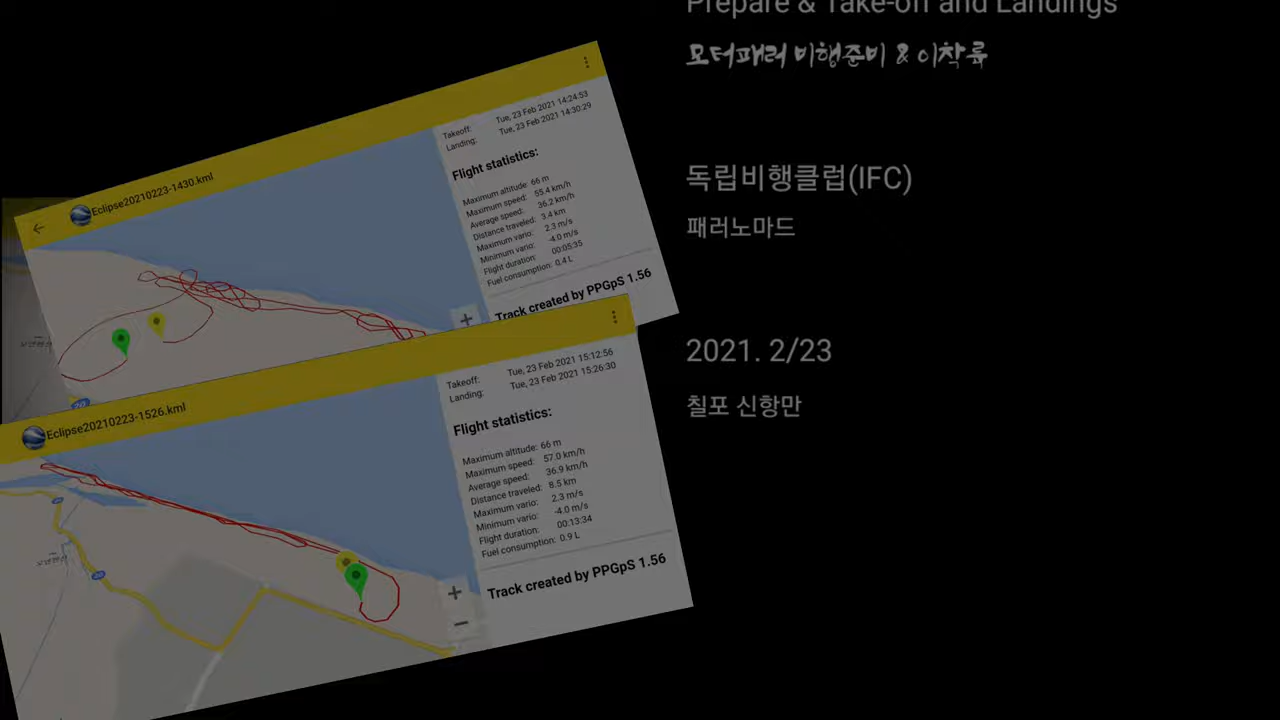 Prepare & Take-off and Landings
모터패러 비행준비 & 이착륙
독립비행클럽(IFC)
패러노마드
2021. 2/23
칠포 신항만
Eclipse20210223-1430.kml
Takeoff: Tue, 23 Feb 2021 14:24:53
Landing: Tue, 23 Feb 2021 14:30:29
Flight statistics:
Maximum altitude: 66 m
Maximum speed: 55.4 km/h
Average speed: 36.2 km/h
Distance traveled: 3.4 km
Maximum vario: 2.3 m/s
Minimum vario: -4.0 m/s
Flight duration: 00:05:35
Fuel consumption: 0.4 L
Track created by PPGpS 1.56
Eclipse20210223-1526.kml
Takeoff: Tue, 23 Feb 2021 15:12:56
Landing: Tue, 23 Feb 2021 15:26:30
Flight statistics:
Maximum altitude: 66 m
Maximum speed: 57.0 km/h
Average speed: 36.9 km/h
Distance traveled: 8.5 km
Maximum vario: 2.3 m/s
Minimum vario: -4.0 m/s
Flight duration: 00:13:34
Fuel consumption: 0.9 L
Track created by PPGpS 1.56